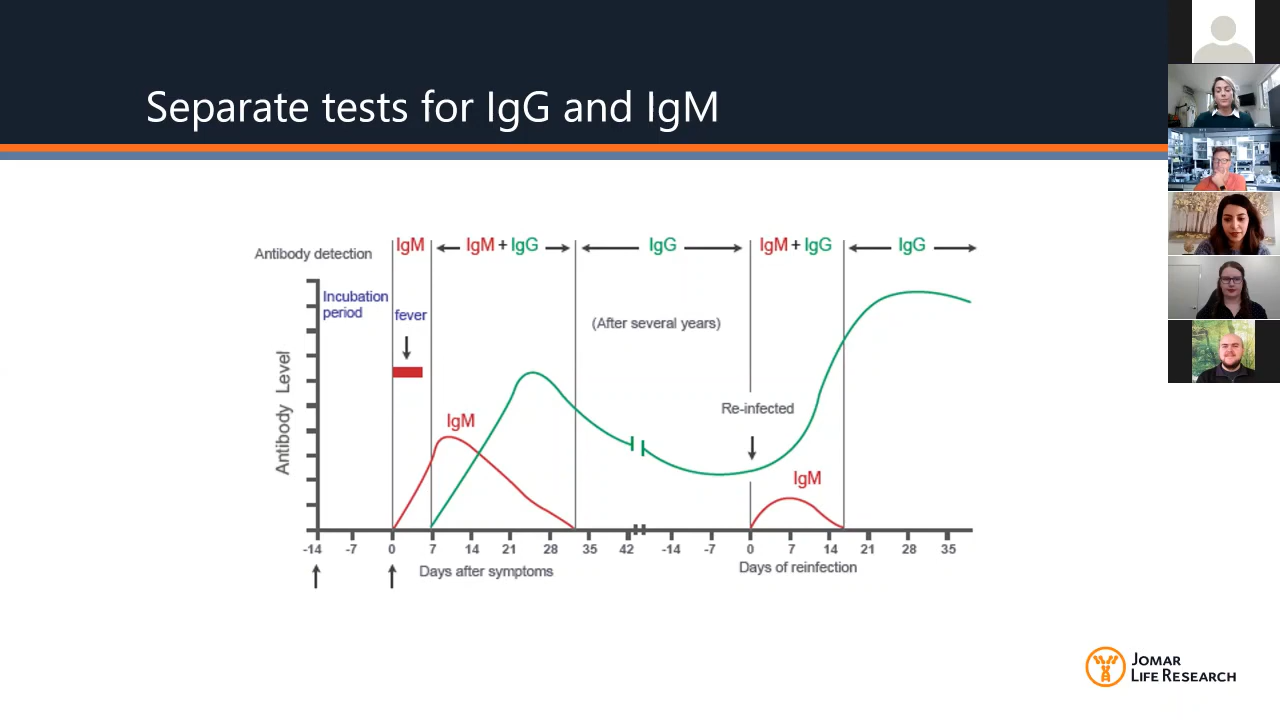 Separate tests for IgG and IgM
Antibody detection
IgM
IgM + IgG
IgG
IgM + IgG
IgG
Incubation
period
fever
(After several years)
Antibody Level
IgM
Re-infected
IgM
-14 -7 0 7 14 21 28 35 42 -14 -7 0 7 14 21 28 35
Days after symptoms
Days of reinfection
JOMAR
LIFE RESEARCH